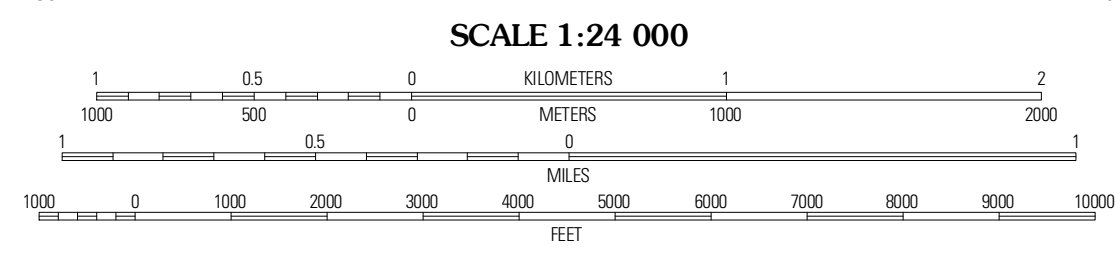 SCALE 1:24 000
1 0.5 0 KILOMETERS 1 2
1000 500 0 METERS 1000 2000
1 0.5 0 1
MILES
1000 0 1000 2000 3000 4000 5000 6000 7000 8000 9000 10000
FEET